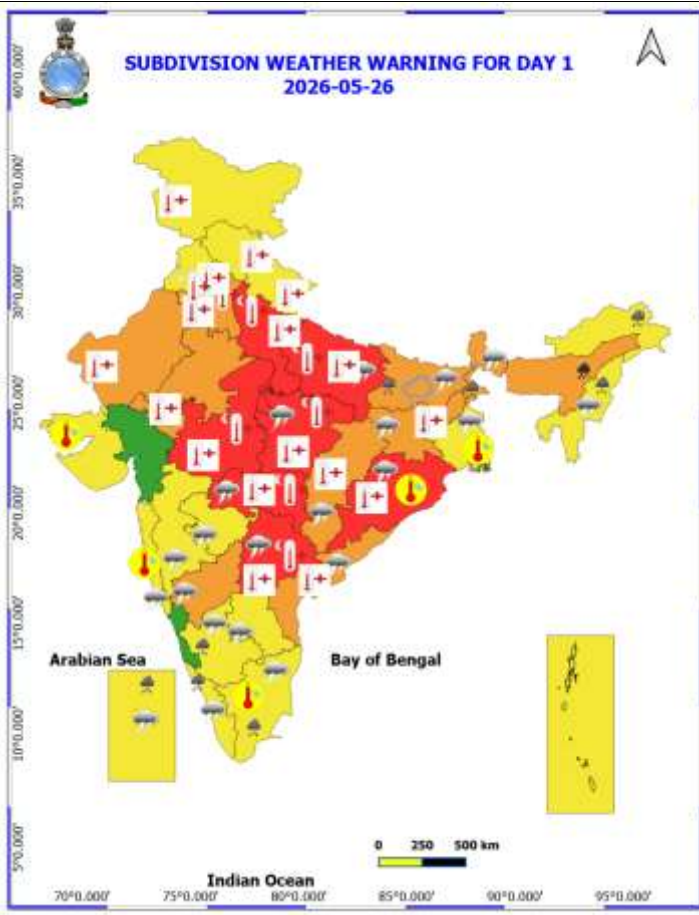 SUBDIVISION WEATHER WARNING FOR DAY 1
2026-05-26
40°0.000'
35°0.000'
30°0.000'
25°0.000'
20°0.000'
15°0.000'
10°0.000'
5°0.000'
Arabian Sea
Bay of Bengal
0 250 500 km
Indian Ocean
70°0.000' 75°0.000' 80°0.000' 85°0.000' 90°0.000' 95°0.000'